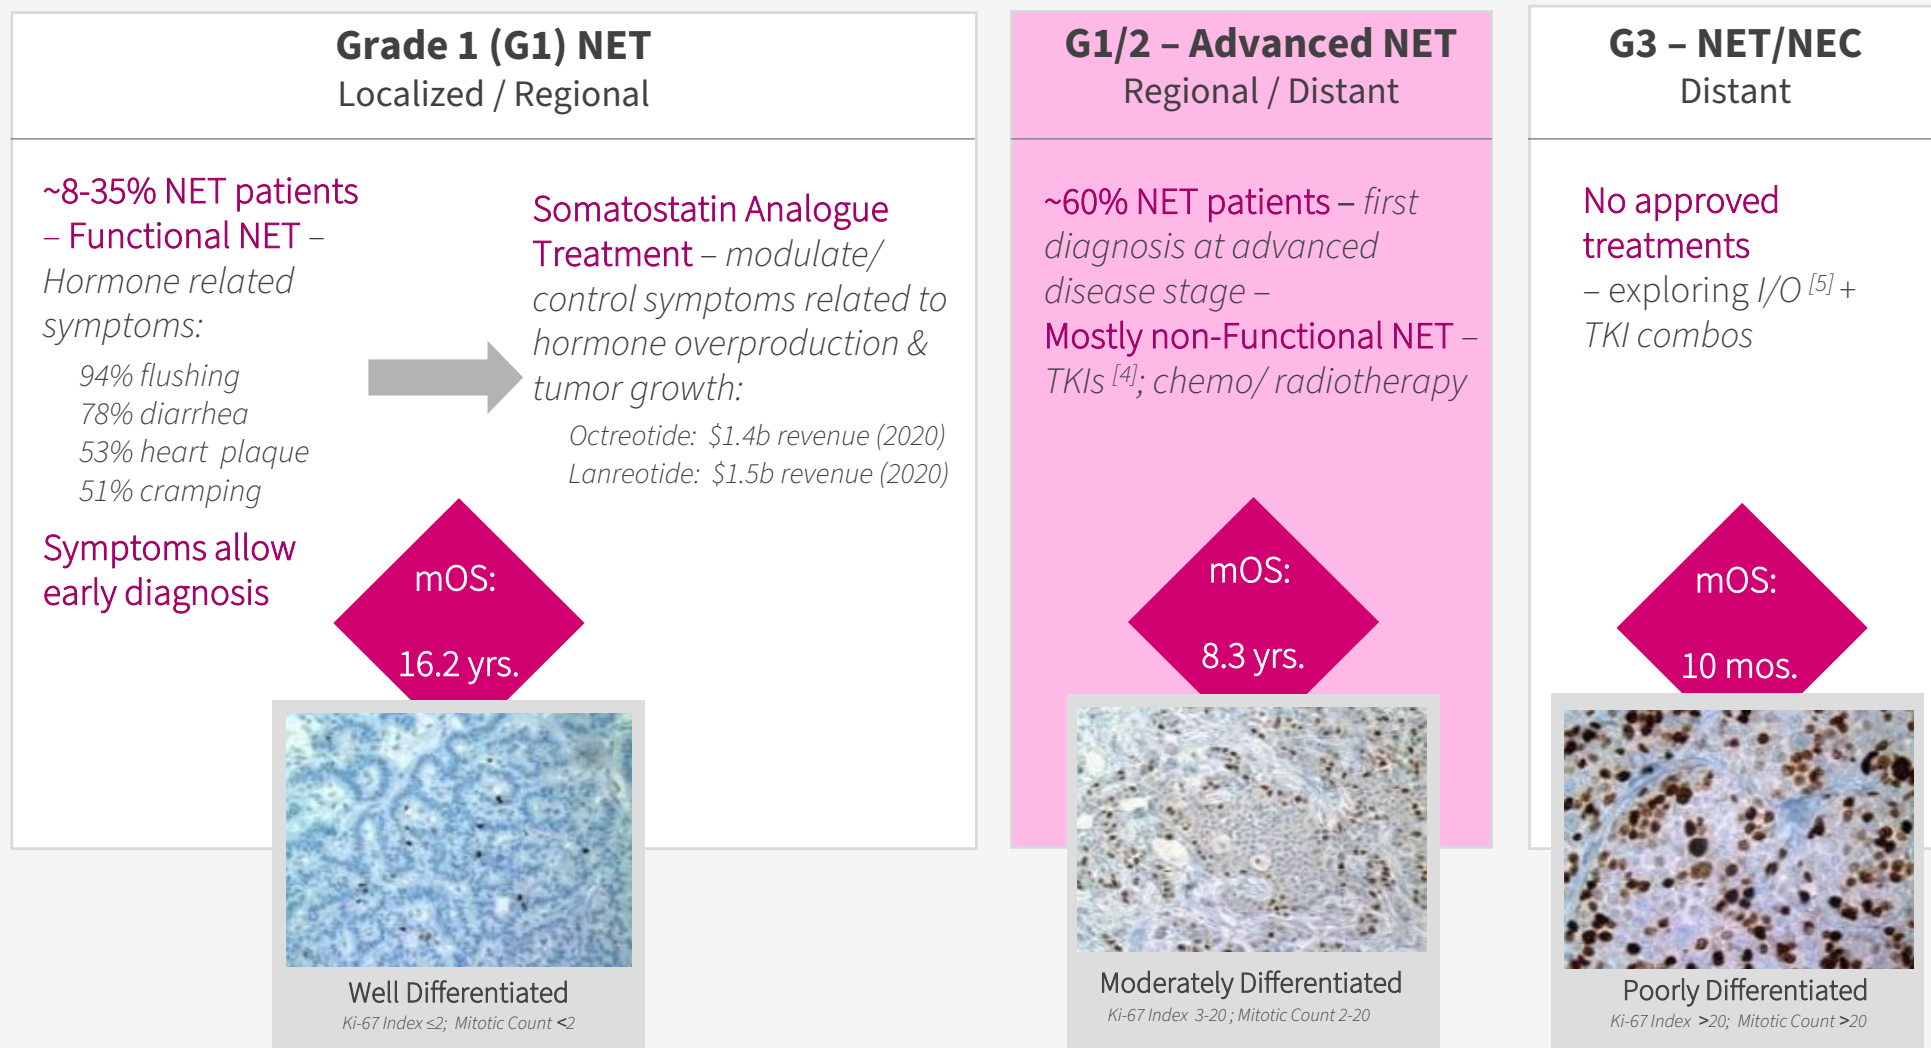 Grade 1 (G1) NET
Localized / Regional
~8-35% NET patients
– Functional NET –
Hormone related
symptoms:
94% flushing
78% diarrhea
53% heart plaque
51% cramping
Symptoms allow
early diagnosis
Somatostatin Analogue
Treatment – modulate/
control symptoms related to
hormone overproduction &
tumor growth:
Octreotide: $1.4b revenue (2020)
Lanreotide: $1.5b revenue (2020)
mOS:
16.2 yrs.
Well Differentiated
Ki-67 Index ≤2; Mitotic Count <2
G1/2 – Advanced NET
Regional / Distant
~60% NET patients – first
diagnosis at advanced
disease stage –
Mostly non-Functional NET –
TKIs [4]; chemo/ radiotherapy
mOS:
8.3 yrs.
Moderately Differentiated
Ki-67 Index 3-20 ; Mitotic Count 2-20
G3 – NET/NEC
Distant
No approved
treatments
– exploring I/O [5] +
TKI combos
mOS:
10 mos.
Poorly Differentiated
Ki-67 Index >20; Mitotic Count >20